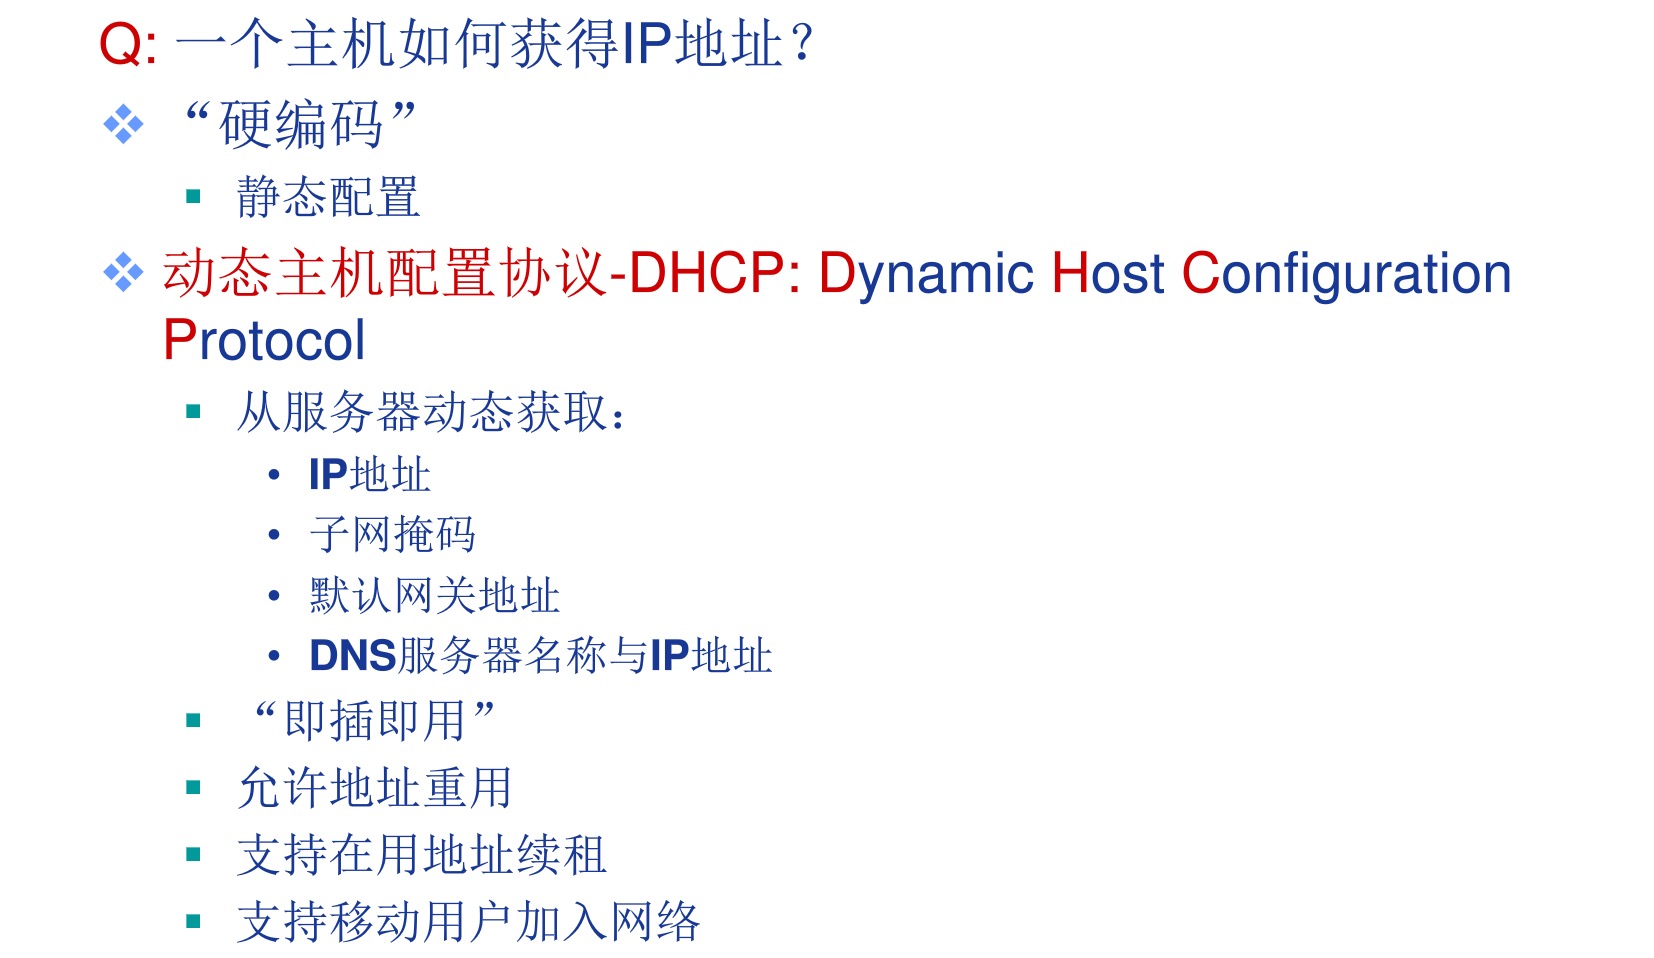 Q: 一个主机如何获得IP地址？
“硬编码”
静态配置
动态主机配置协议-DHCP: Dynamic Host Configuration
Protocol
从服务器动态获取：
IP地址
子网掩码
默认网关地址
DNS服务器名称与IP地址
“即插即用”
允许地址重用
支持在用地址续租
支持移动用户加入网络